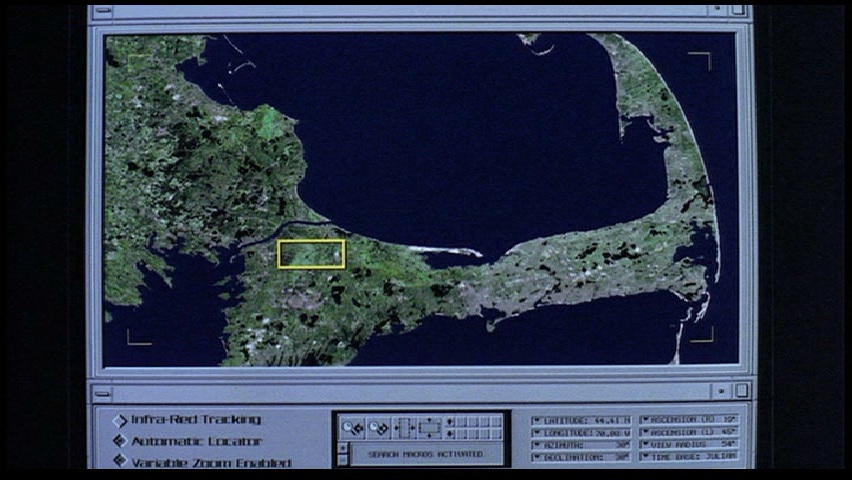 Infra-Red Tracking
Automatic Locator
Variable Zoom Enabled
SEARCH MACROS ACTIVATED
LATITUDE: 44.41 N
LONGITUDE: 70.00 W
AZIMUTH: 30°
DECLINATION: 30°
ASCENSION (R) 19°
ASCENSION (L) 45°
VIEW RADIUS 54°
TIME BASE: JULIAN